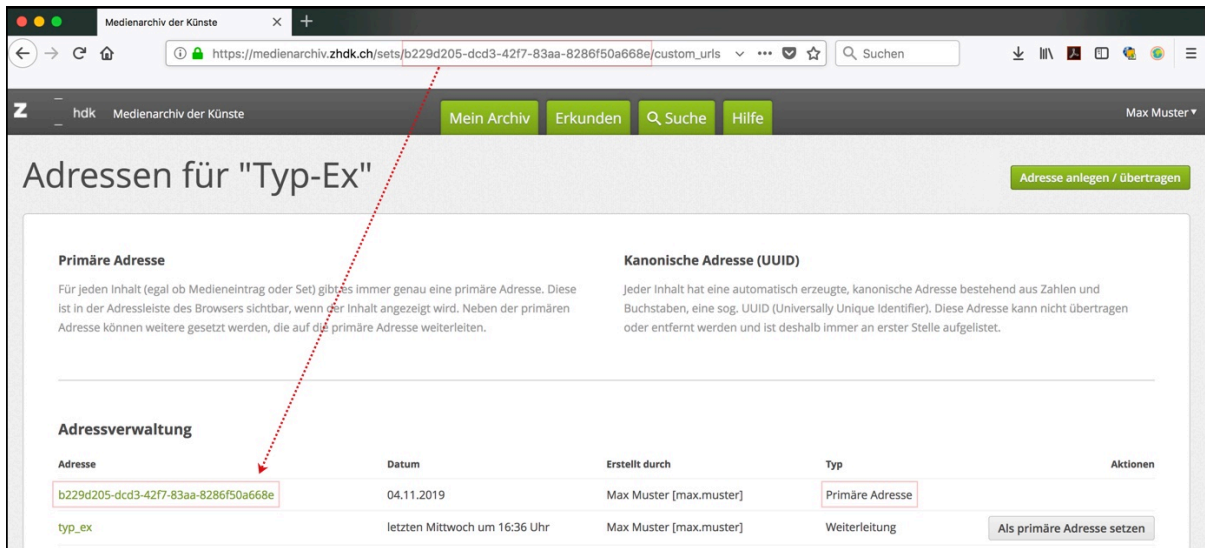 Medienarchiv der Künste
https://medienarchiv.zhdk.ch/sets/b229d205-dcd3-42f7-83aa-8286f50a668e/custom_urls
Suchen
Z hdk Medienarchiv der Künste
Mein Archiv Erkunden Suche Hilfe
Max Muster
Adressen für "Typ-Ex"
Adresse anlegen / übertragen
Primäre Adresse
Für jeden Inhalt (egal ob Medieneintrag oder Set) gibt es immer genau eine primäre Adresse. Diese
ist in der Adressleiste des Browsers sichtbar, wenn der Inhalt angezeigt wird. Neben der primären
Adresse können weitere gesetzt werden, die auf die primäre Adresse weiterleiten.
Kanonische Adresse (UUID)
Jeder Inhalt hat eine automatisch erzeugte, kanonische Adresse bestehend aus Zahlen und
Buchstaben, eine sog. UUID (Universally Unique Identifier). Diese Adresse kann nicht übertragen
oder entfernt werden und ist deshalb immer an erster Stelle aufgelistet.
Adressverwaltung
Adresse Datum Erstellt durch Typ Aktionen
b229d205-dcd3-42f7-83aa-8286f50a668e 04.11.2019 Max Muster [max.muster] Primäre Adresse
typ_ex letzten Mittwoch um 16:36 Uhr Max Muster [max.muster] Weiterleitung Als primäre Adresse setzen